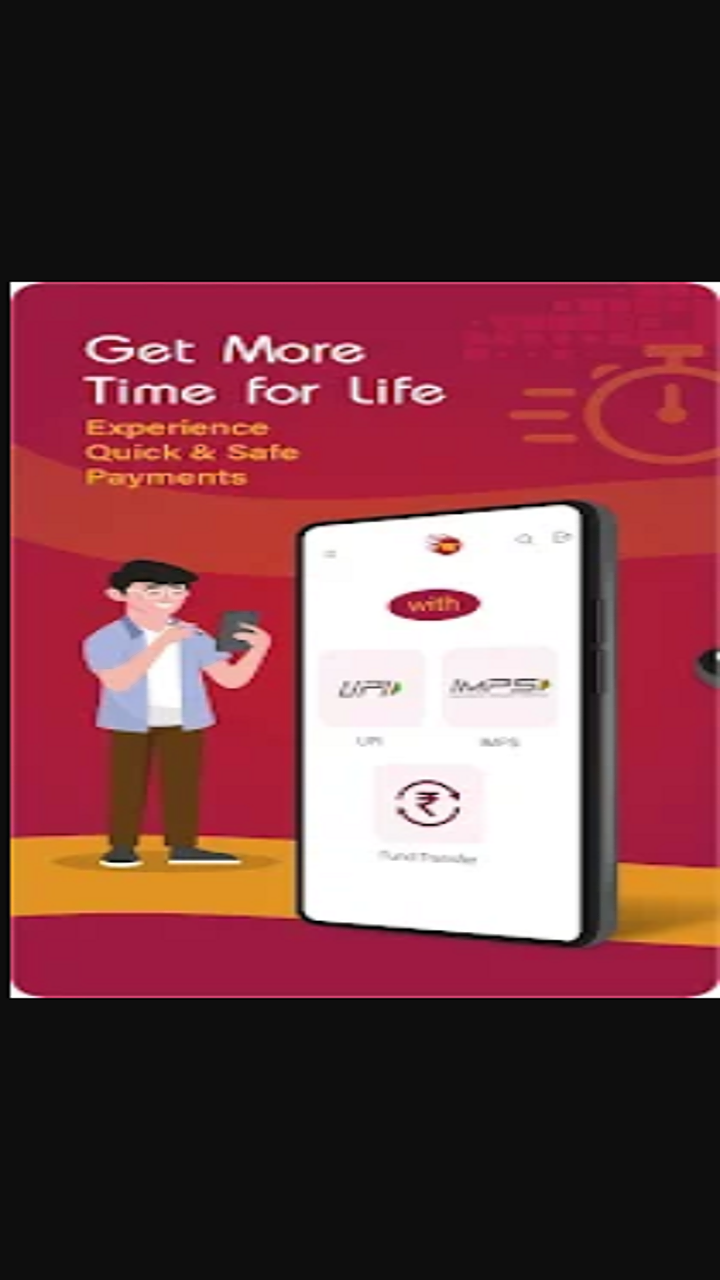 Get More
Time for Life
Experience
Quick & Safe
Payments
with
UPI
IMPS
UPI
IMPS
Fund Transfer